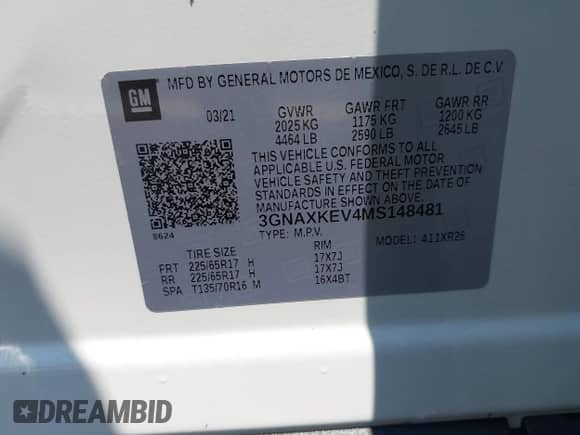 GM
MFD BY GENERAL MOTORS DE MEXICO, S. DE R.L. DE C.V.
03/21 GVWR GAWR FRT GAWR RR
2025 KG 1175 KG 1200 KG
4464 LB 2590 LB 2645 LB
THIS VEHICLE CONFORMS TO ALL
APPLICABLE U.S. FEDERAL MOTOR
VEHICLE SAFETY AND THEFT PREVENTION
STANDARDS IN EFFECT ON THE DATE OF
MANUFACTURE SHOWN ABOVE.
3GNAXKEV4MS148481
8624
TYPE: M.P.V. MODEL: 411XR26
TIRE SIZE RIM
FRT 225/65R17 H 17X7J
RR 225/65R17 H 17X7J
SPA T135/70R16 M 16X4BT
DREAMBID